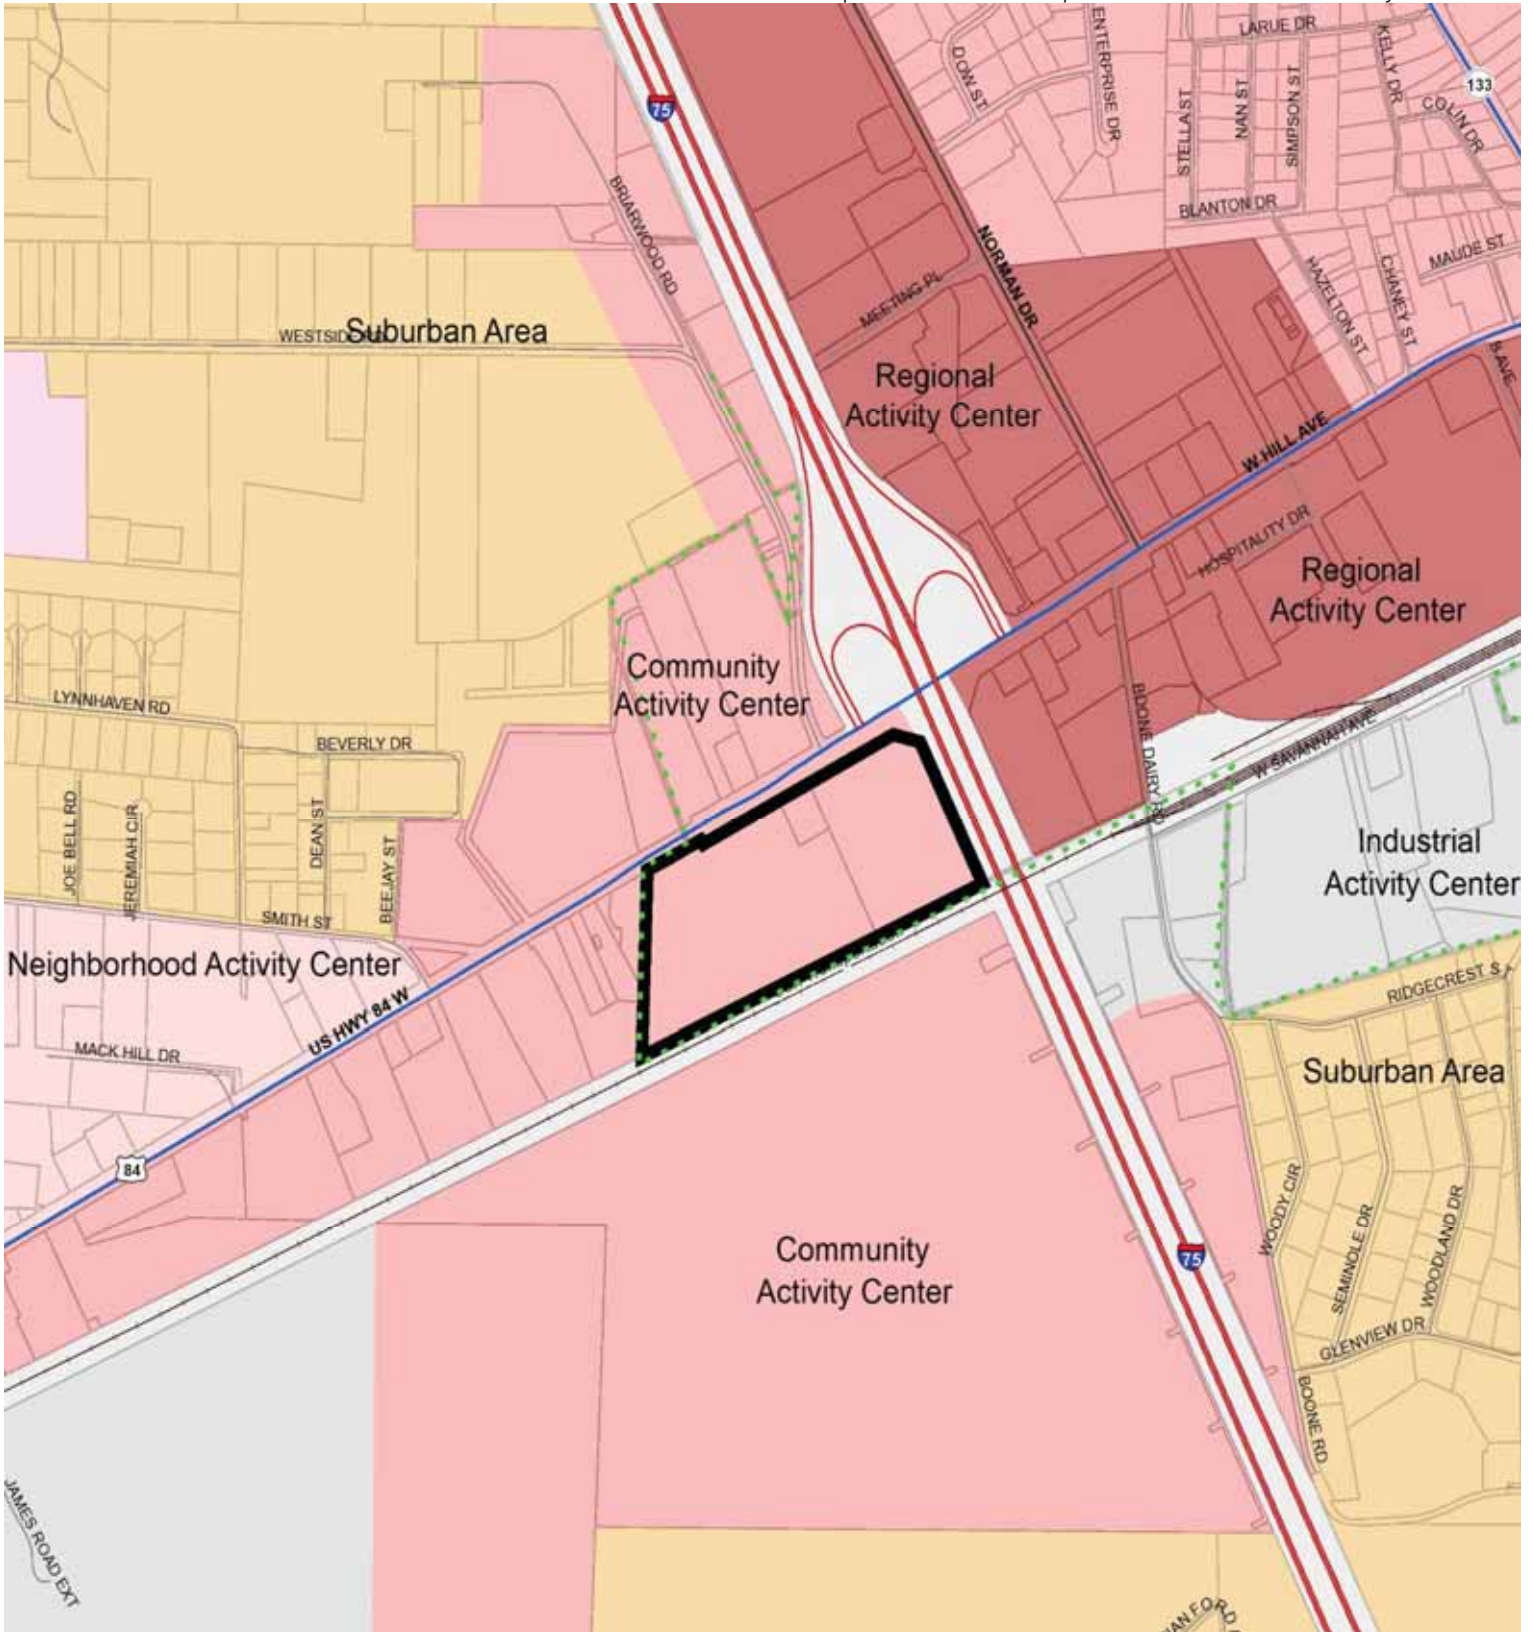 LARUE DR
ENTERPRISE DR
DOW ST
KELLY DR
133
COLIN DR
75
STELLA ST
NAN ST
SIMPSON ST
BRIARWOOD RD
BLANTON DR
NORMAN DR
MAUDE ST
HAZELTON ST
CHANEY ST
MEETING PL
WESTSIDE
Suburban Area
S AVE
Regional
Activity Center
W HILL AVE
HOSPITALITY DR
Regional
Activity Center
Community
Activity Center
LYNNHAVEN RD
BEVERLY DR
BOONE DAIRY RD
W SAVANNAH AVE
JOE BELL RD
JEREMIAH CIR
DEAN ST
BEEJAY ST
Industrial
Activity Center
SMITH ST
Neighborhood Activity Center
US HWY 84 W
RIDGECREST S
MACK HILL DR
Suburban Area
84
WOODY CIR
SEMINOLE DR
WOODLAND DR
Community
Activity Center
75
GLENVIEW DR
BOONE RD
JAMES ROAD EXT